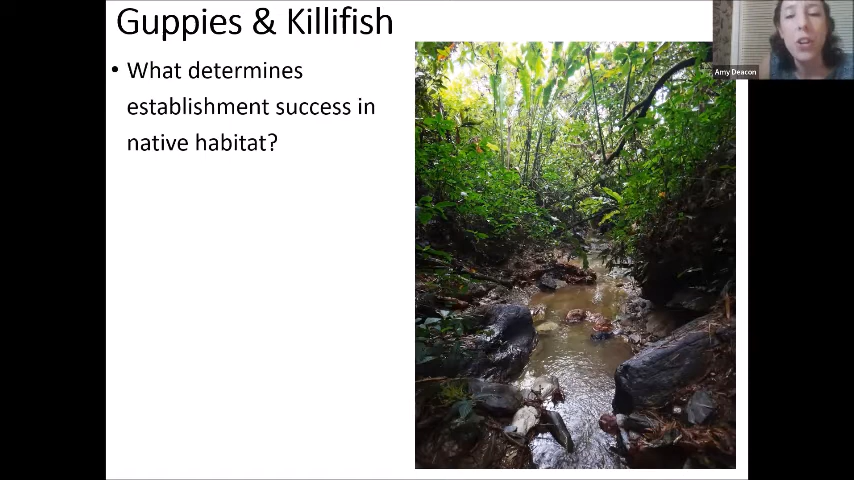 Guppies & Killifish
• What determines
establishment success in
native habitat?
Amy Deacon